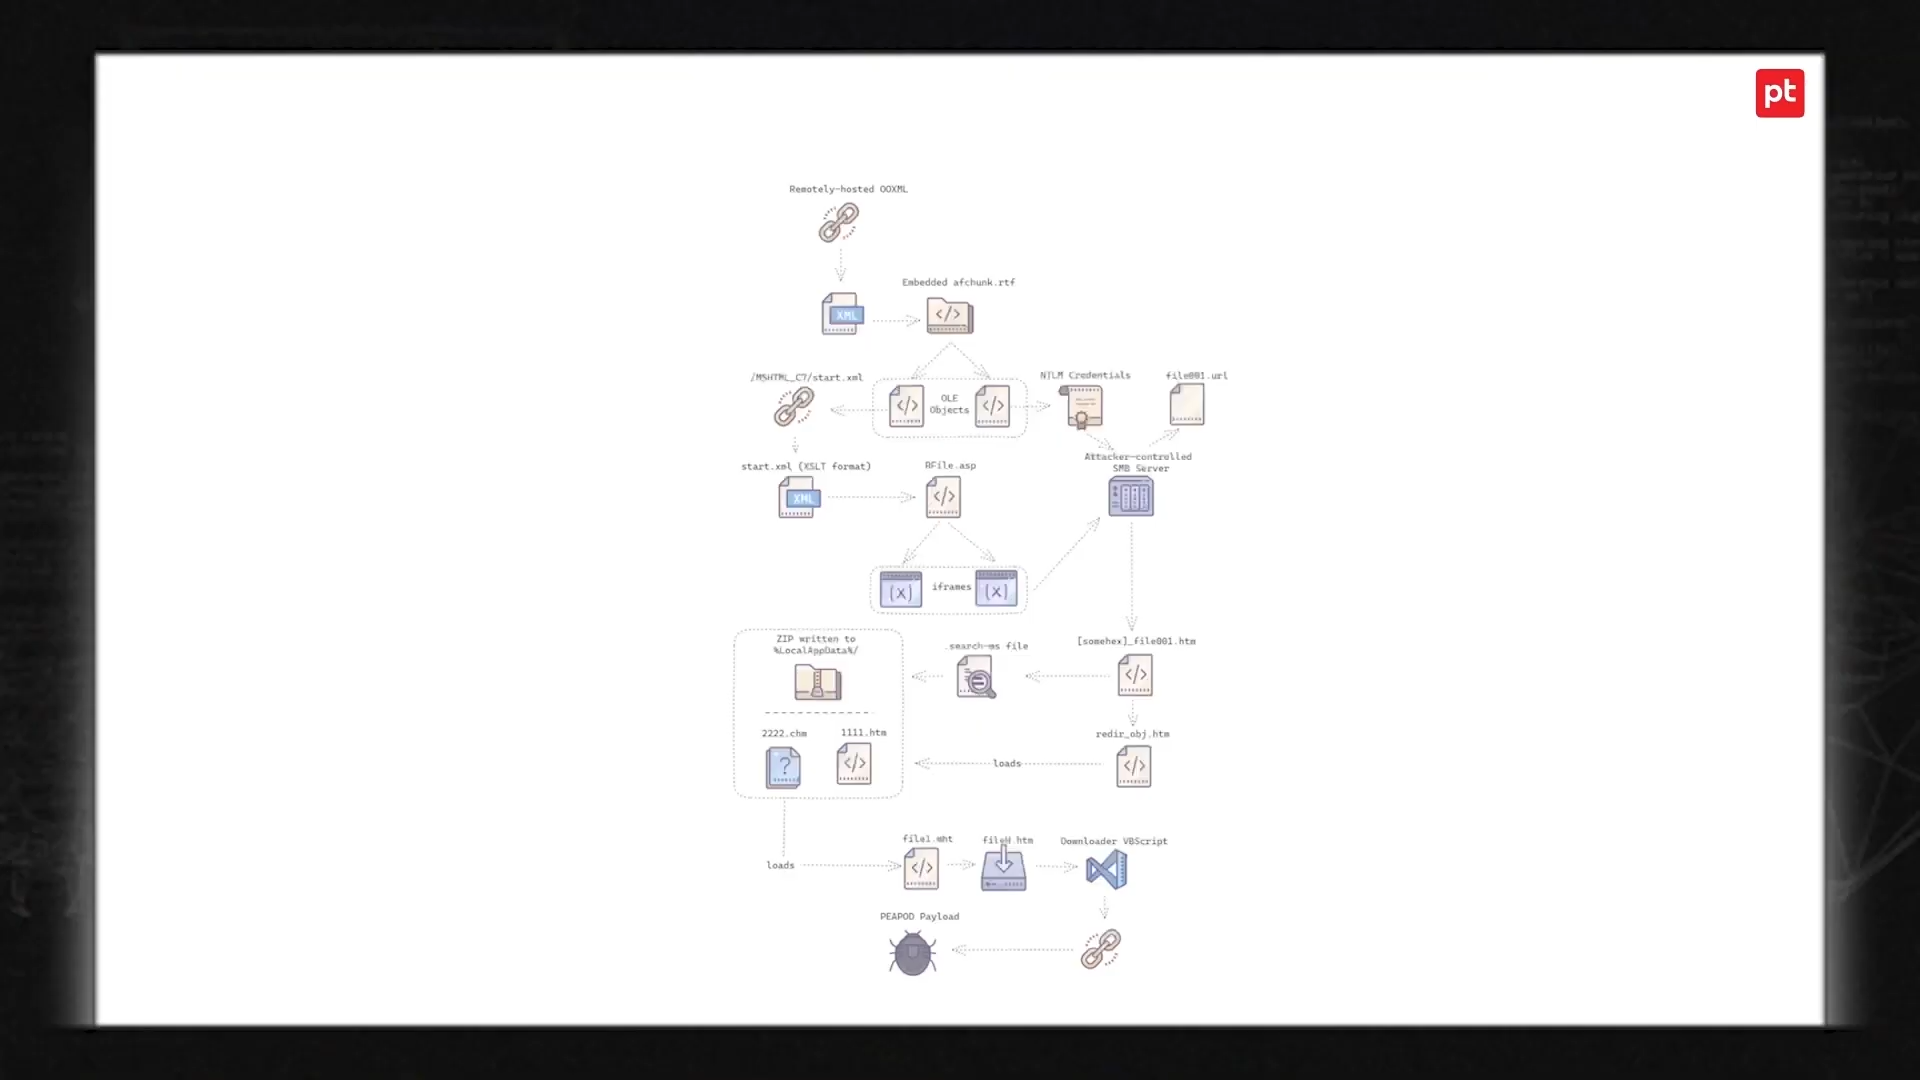 pt
Remotely-hosted OOXML
Embedded afchunk.rtf
XML
/MSHTML_C7/start.xml
OLE
Objects
NTLM Credentials
file001.url
start.xml (XSLT format)
XML
RFile.asp
Attacker-controlled
SMB Server
(X)
iframes
(X)
ZIP written to
%LocalAppData%/
.search-ms file
[somehex]_file001.htm
2222.chm
1111.htm
?
loads
redir_obj.htm
loads
file1.mht
fileH.htm
Downloader VBScript
PEAPOD Payload